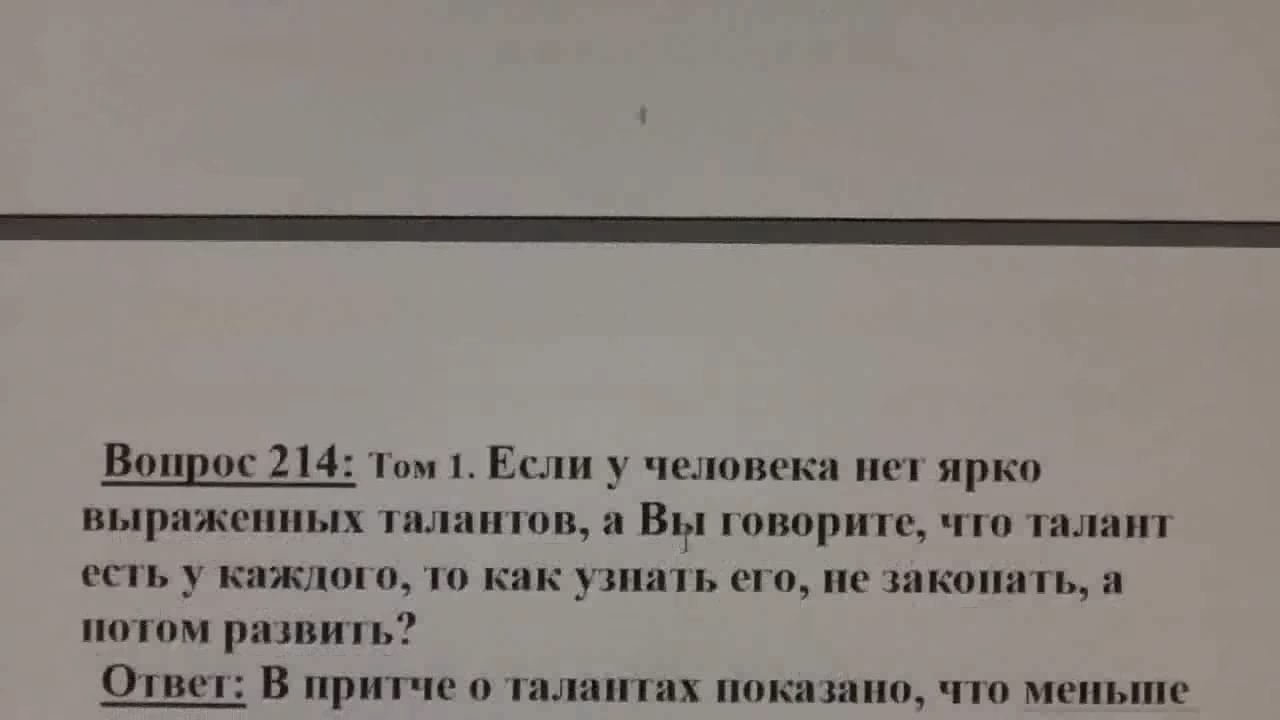 Вопрос 214: Том 1. Если у человека нет ярко
выраженных талантов, а Вы говорите, что талант
есть у каждого, то как узнать его, не закопать, а
потом развить?
Ответ: В притче о талантах показано, что меньше